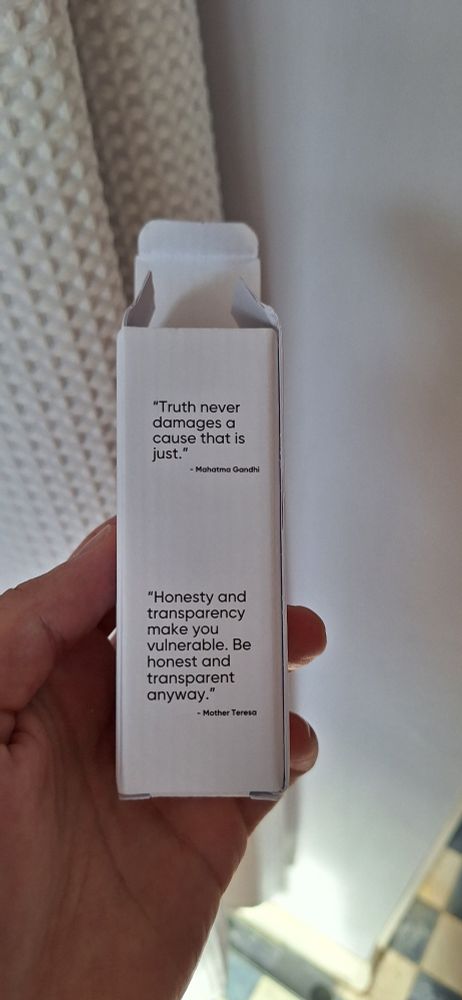 “Truth never
damages a
cause that is
just.”
- Mahatma Gandhi
“Honesty and
transparency
make you
vulnerable. Be
honest and
transparent
anyway.”
- Mother Teresa